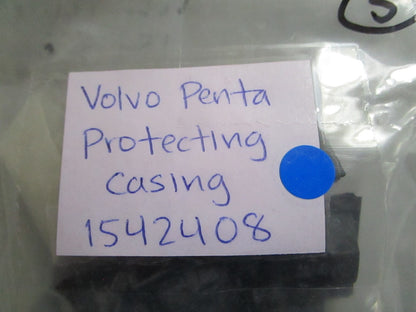 Volvo Penta
Protecting
casing
1542408